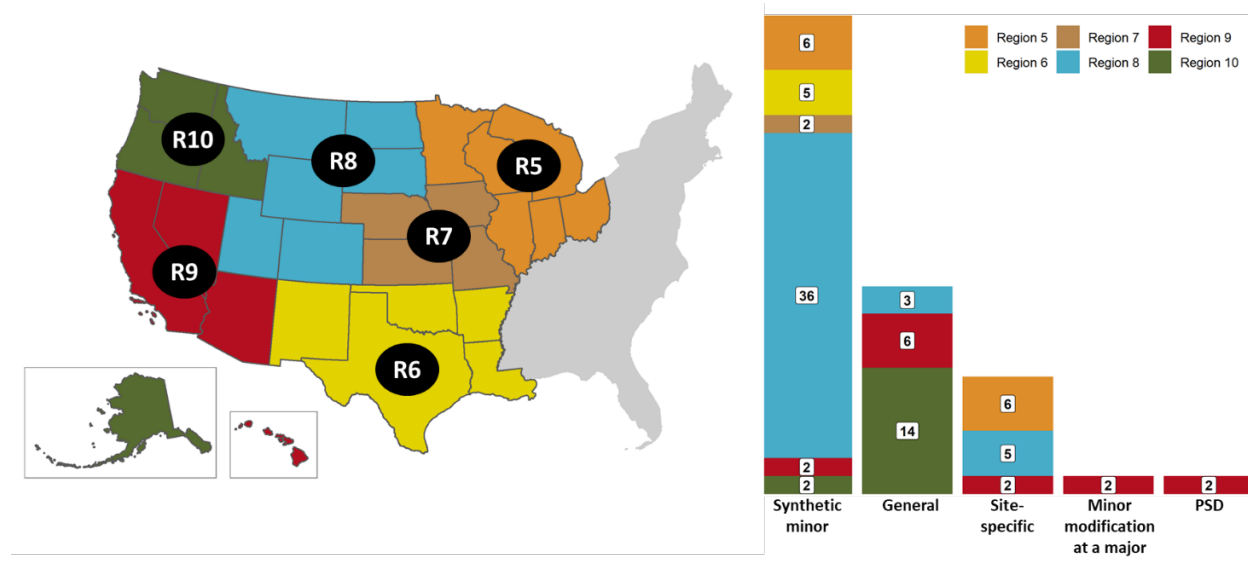 R10
R8
R5
R7
R9
R6
Region 5
Region 7
Region 9
Region 6
Region 8
Region 10
6
5
2
36
2
2
3
6
14
6
5
2
2
2
Synthetic
minor
General
Site-
specific
Minor
modification
at a major
PSD